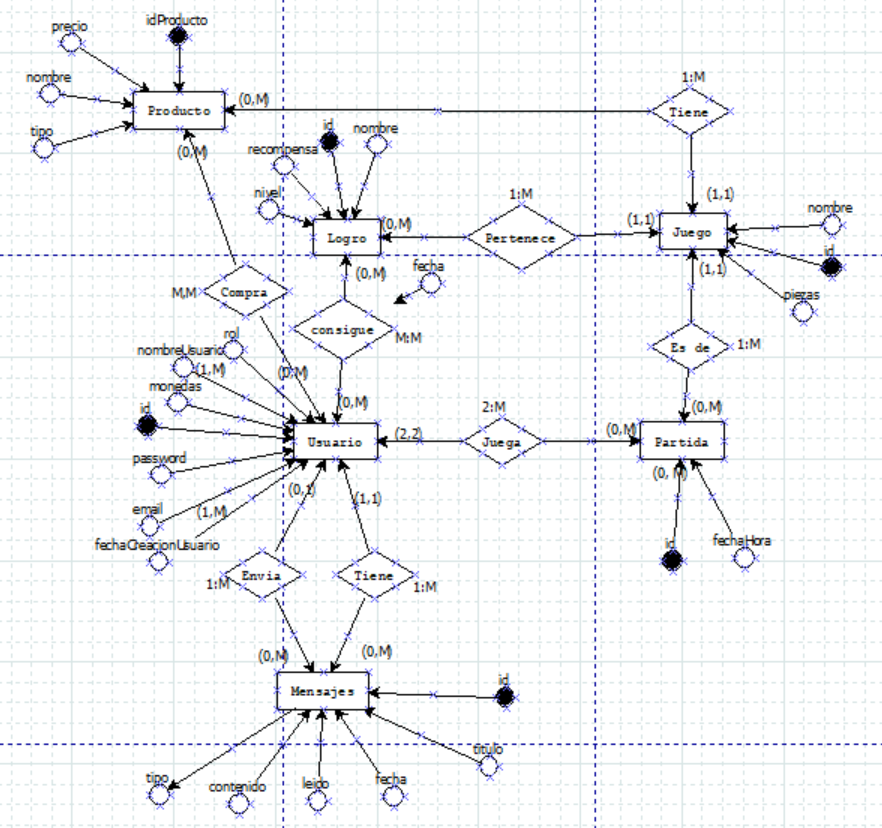 idProducto
precio
1:M
nombre
(0,M)
Producto
Tiene
id
nombre
tipo
recompensa
(0,M)
nivel
1:M
(1,1)
nombre
(0,M)
(1,1)
Logro
Pertenece
Juego
id
fecha
(0,M)
(1,1)
M,M
Compra
piezas
consigue
rol
M:M
Es de
1:M
nombreUsuario
(1,M)
(0,M)
monedas
(0,M)
2:M
(0,M)
id
(2,2)
(0,M)
Usuario
Juega
Partida
password
(0, M)
(0,1)
(1,1)
email
(1,M)
fechaCreacionUsuario
id
fechaHora
1:M
Envia
Tiene
1:M
(0,M)
(0,M)
Mensajes
id
titulo
tipo
contenido
leido
fecha